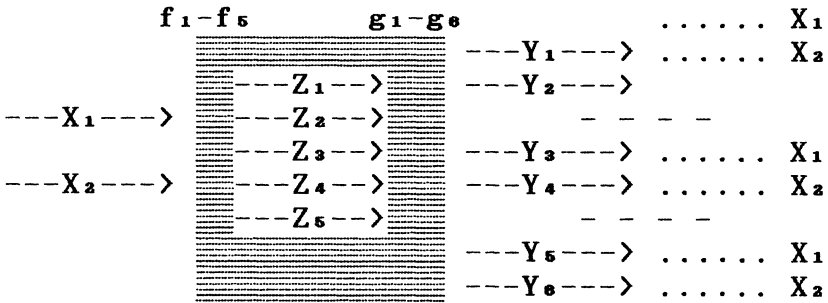 f₁-f₅ g₁-g₆ ...... X₁
---Y₁---> ...... X₂
---Z₁---> ---Y₂--->
---X₁---> ---Z₂--> - - - -
---Z₃---> ---Y₃---> ...... X₁
---X₂---> ---Z₄--> ---Y₄---> ...... X₂
---Z₅--> - - - -
---Y₅---> ...... X₁
---Y₆---> ...... X₂